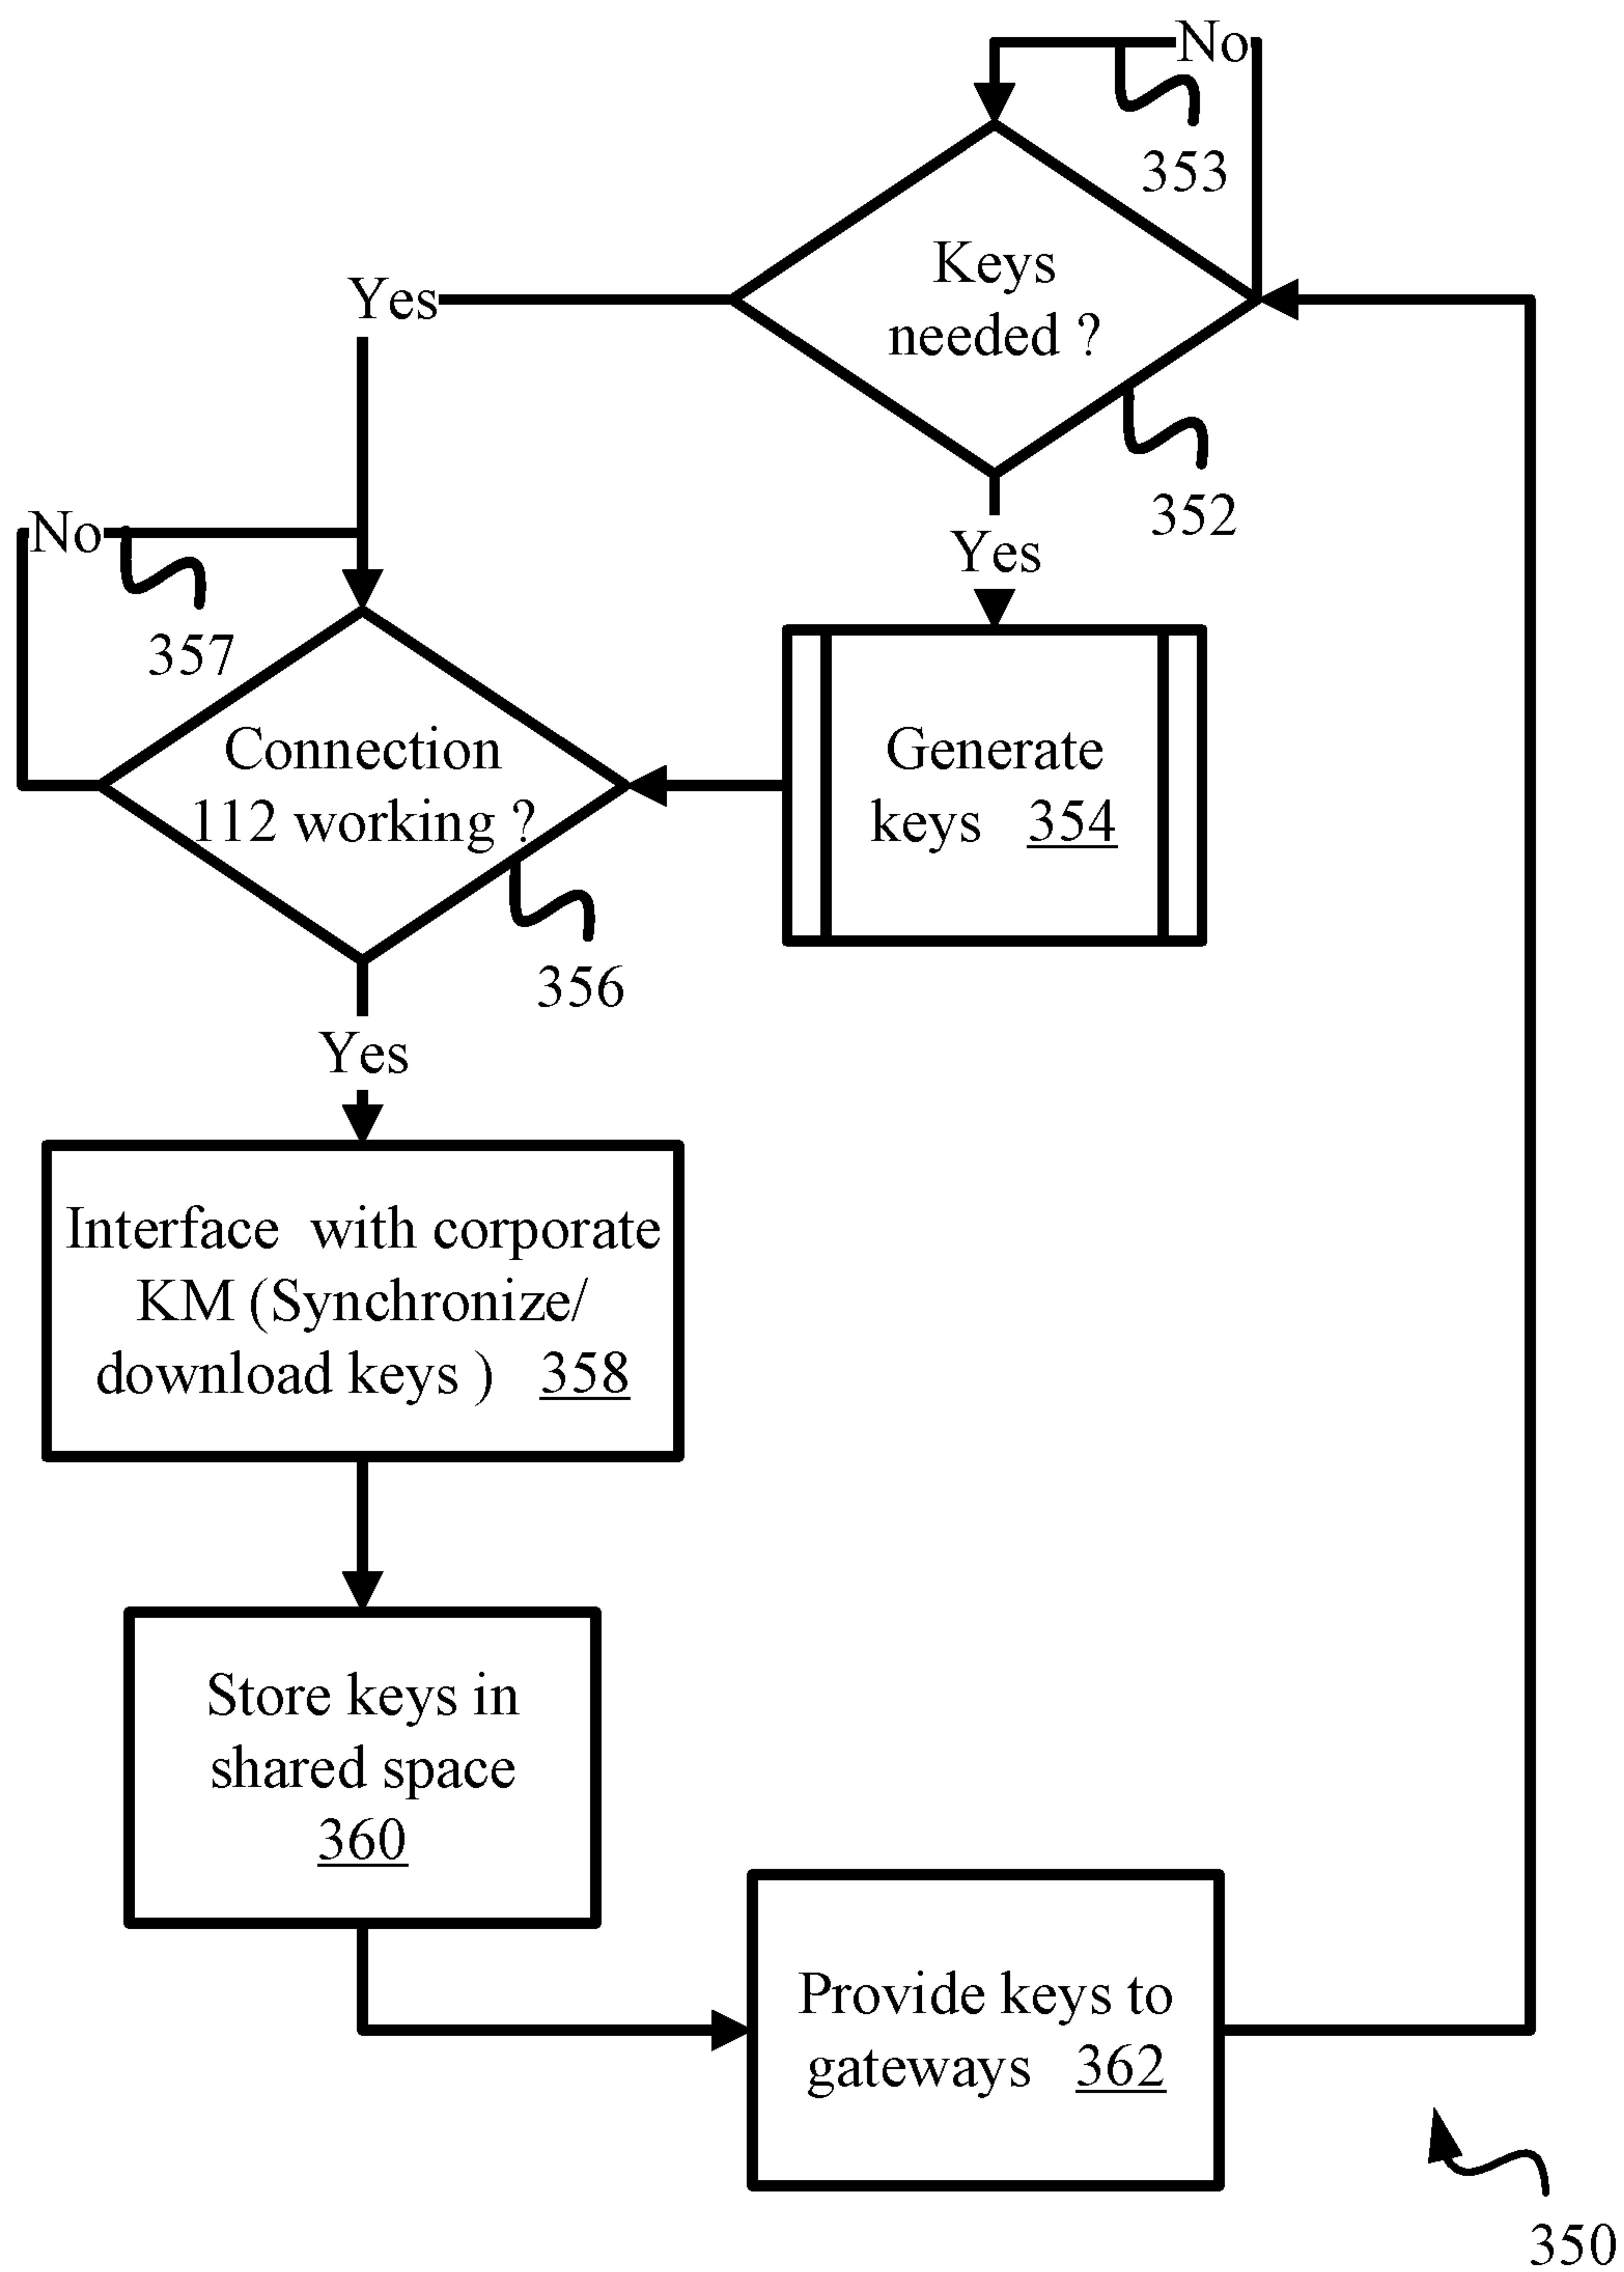 No
353
Keys
needed ?
Yes
352
No
Yes
357
Connection
112 working ?
Generate
keys 354
356
Yes
Interface with corporate
KM (Synchronize/
download keys ) 358
Store keys in
shared space
360
Provide keys to
gateways 362
350